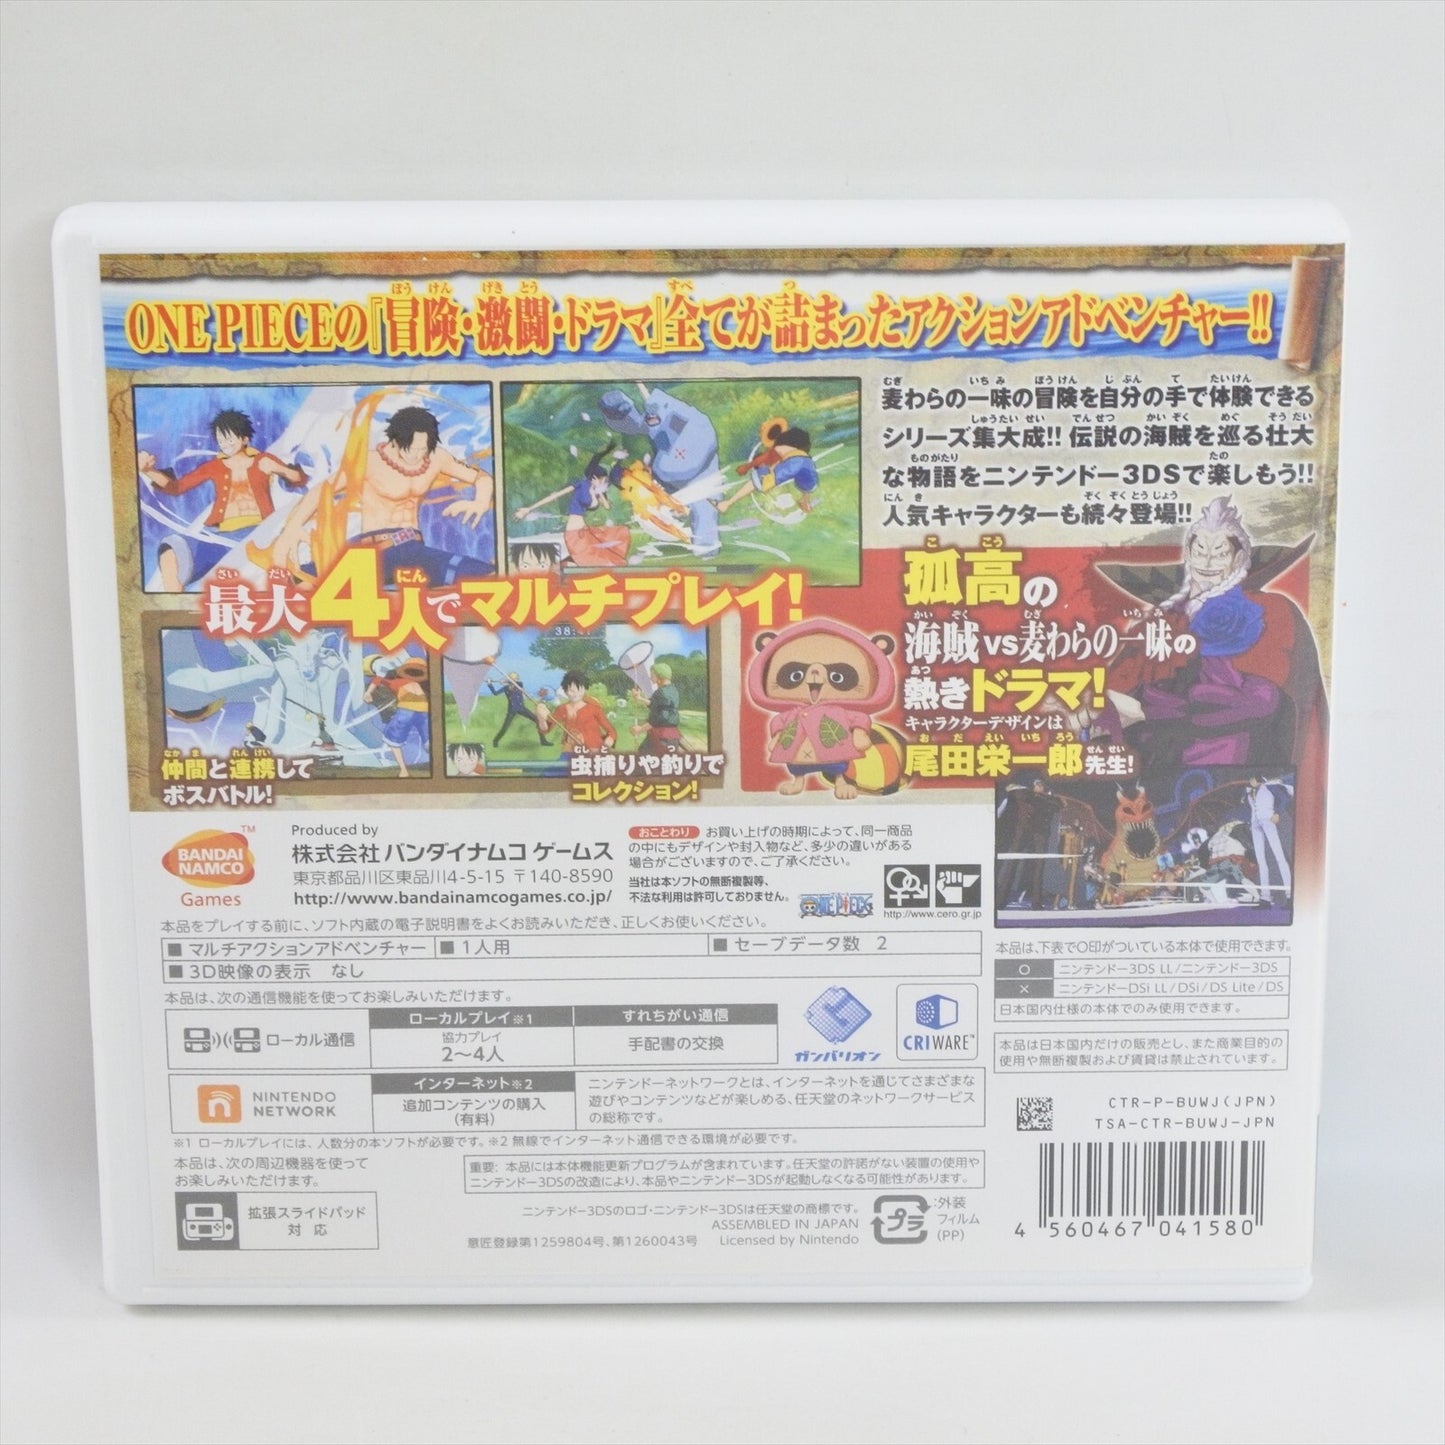 ONE PIECEの『冒険・激闘・ドラマ』全てが詰まったアクションアドベンチャー!!
麦わらの一味の冒険を自分の手で体験できる
シリーズ集大成!! 伝説の海賊を巡る壮大
な物語をニンテンドー3DSで楽しもう!!
人気キャラクターも続々登場!!
最大4人でマルチプレイ!
孤高の
海賊vs麦わらの一味の
熱きドラマ!
キャラクターデザインは
尾田栄一郎先生!
仲間と連携して
ボスバトル!
虫捕りや釣りで
コレクション!
BANDAI
NAMCO
Games
TM
Produced by
株式会社 バンダイナムコ ゲームス
東京都品川区東品川4-5-15 〒140-8590
http://www.bandainamcogames.co.jp/
おことわり お買い上げの時期によって、同一商品
の中にもデザインや封入物など、多少の違いがある
場合がございますので、ご了承ください。
当社は本ソフトの無断複製等、
不法な利用は許可しておりません。
ONE PIECE
http://www.cero.gr.jp
本品をプレイする前に、ソフト内蔵の電子説明書をよくお読みいただき、正しくお使いください。
■ マルチアクションアドベンチャー ■ 1人用 ■ セーブデータ数 2
■ 3D映像の表示 なし
本品は、次の通信機能を使ってお楽しみいただけます。
ローカル通信
ローカルプレイ※1
協力プレイ
2〜4人
すれちがい通信
手配書の交換
NINTENDO
NETWORK
インターネット※2
追加コンテンツの購入
(有料)
ニンテンドーネットワークとは、インターネットを通じてさまざまな
遊びやコンテンツなどが楽しめる、任天堂のネットワークサービス
の総称です。
ガンバリオン
CRIWARE
※1 ローカルプレイには、人数分の本ソフトが必要です。※2 無線でインターネット通信できる環境が必要です。
本品は、次の周辺機器を使って
お楽しみいただけます。
拡張スライドパッド
対 応
重要: 本品には本体機能更新プログラムが含まれています。任天堂の許諾がない装置の使用や
ニンテンドー3DSの改造により、本品やニンテンドー3DSが起動しなくなる可能性があります。
ニンテンドー3DSのロゴ・ニンテンドー3DSは任天堂の商標です。
ASSEMBLED IN JAPAN
意匠登録第1259804号、第1260043号 Licensed by Nintendo
プラ
:外装
フィルム
(PP)
本品は、下表で○印がついている本体で使用できます。
○ ニンテンドー3DS LL/ニンテンドー3DS
× ニンテンドーDSi LL/DSi/DS Lite/DS
日本国内仕様の本体でのみ使用できます。
本品は日本国内だけの販売とし、また商業目的の
使用や無断複製および賃貸は禁止されています。
CTR-P-BUWJ(JPN)
TSA-CTR-BUWJ-JPN
4 560467 041580